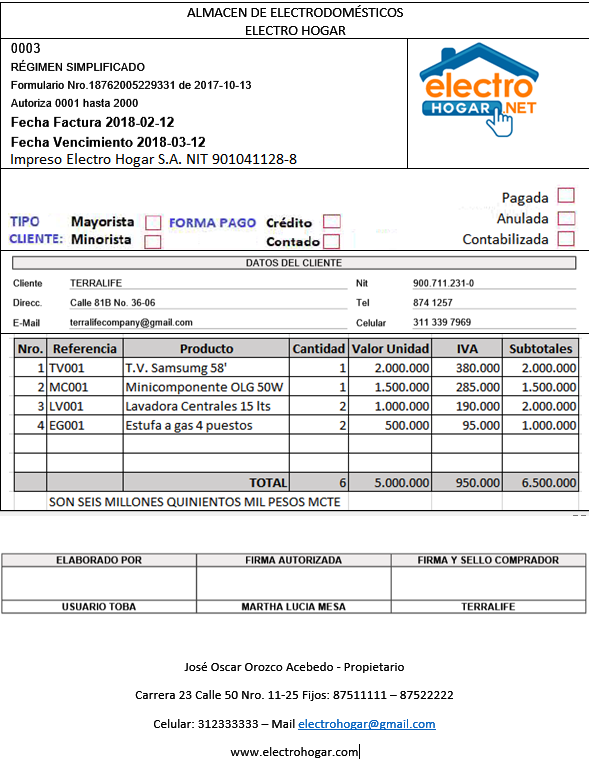 ALMACEN DE ELECTRODOMÉSTICOS
ELECTRO HOGAR
0003
RÉGIMEN SIMPLIFICADO
Formulario Nro.18762005229331 de 2017-10-13
Autoriza 0001 hasta 2000
Fecha Factura 2018-02-12
Fecha Vencimiento 2018-03-12
Impreso Electro Hogar S.A. NIT 901041128-8
electro
HOGAR.NET
Pagada
Anulada
Contabilizada
TIPO CLIENTE: Mayorista
Minorista
FORMA PAGO Crédito
Contado
DATOS DEL CLIENTE
Cliente TERRALIFE Nit 900.711.231-0
Direcc. Calle 81B No. 36-06 Tel 874 1257
E-Mail terralifecompany@gmail.com Celular 311 339 7969
Nro. Referencia Producto Cantidad Valor Unidad IVA Subtotales
1 TV001 T.V. Samsumg 58' 1 2.000.000 380.000 2.000.000
2 MC001 Minicomponente OLG 50W 1 1.500.000 285.000 1.500.000
3 LV001 Lavadora Centrales 15 lts 2 1.000.000 190.000 2.000.000
4 EG001 Estufa a gas 4 puestos 2 500.000 95.000 1.000.000
TOTAL 6 5.000.000 950.000 6.500.000
SON SEIS MILLONES QUINIENTOS MIL PESOS MCTE
ELABORADO POR FIRMA AUTORIZADA FIRMA Y SELLO COMPRADOR
USUARIO TOBA MARTHA LUCIA MESA TERRALIFE
José Oscar Orozco Acebedo - Propietario
Carrera 23 Calle 50 Nro. 11-25 Fijos: 87511111 – 87522222
Celular: 312333333 – Mail electrohogar@gmail.com
www.electrohogar.com